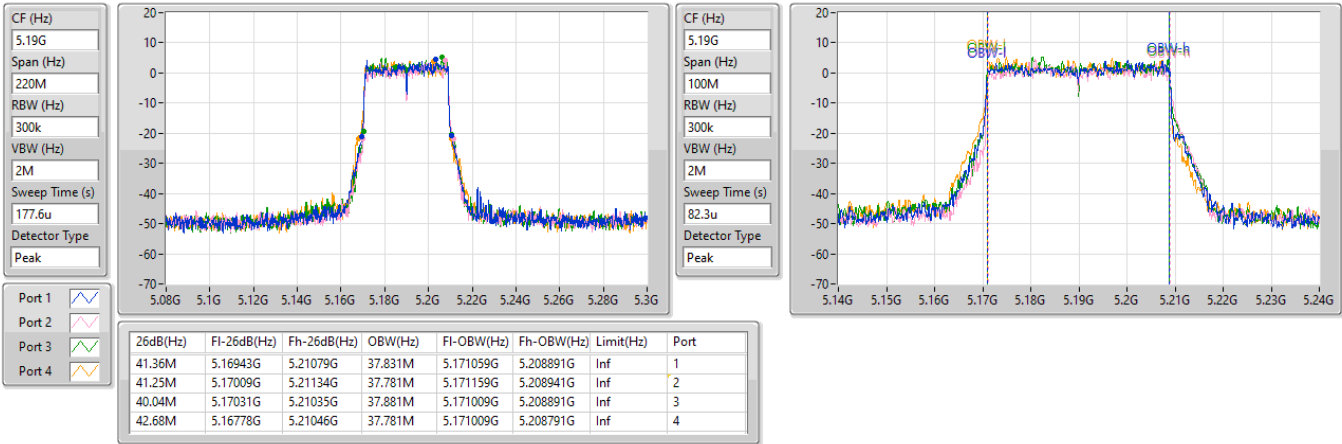 CF (Hz)
5.19G
Span (Hz)
220M
RBW (Hz)
300k
VBW (Hz)
2M
Sweep Time (s)
177.6u
Detector Type
Peak
20
10
0
-10
-20
-30
-40
-50
-60
-70
5.08G 5.1G 5.12G 5.14G 5.16G 5.18G 5.2G 5.22G 5.24G 5.26G 5.28G 5.3G
CF (Hz)
5.19G
Span (Hz)
100M
RBW (Hz)
300k
VBW (Hz)
2M
Sweep Time (s)
82.3u
Detector Type
Peak
20
10
0
-10
-20
-30
-40
-50
-60
-70
OBW-l OBW-h
5.14G 5.15G 5.16G 5.17G 5.18G 5.19G 5.2G 5.21G 5.22G 5.23G 5.24G
Port 1
Port 2
Port 3
Port 4
26dB(Hz) Fl-26dB(Hz) Fh-26dB(Hz) OBW(Hz) Fl-OBW(Hz) Fh-OBW(Hz) Limit(Hz) Port
41.36M 5.16943G 5.21079G 37.831M 5.171059G 5.208891G Inf 1
41.25M 5.17009G 5.21134G 37.781M 5.171159G 5.208941G Inf 2
40.04M 5.17031G 5.21035G 37.881M 5.171009G 5.208891G Inf 3
42.68M 5.16778G 5.21046G 37.781M 5.171009G 5.208791G Inf 4